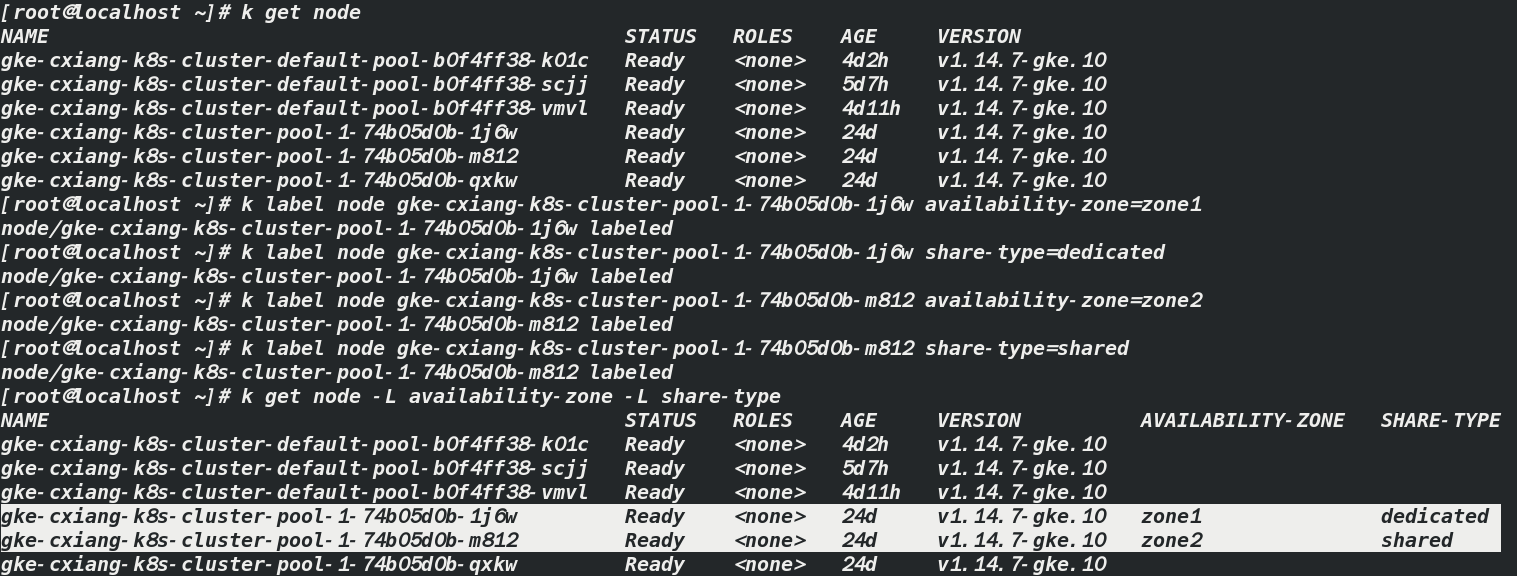 [root@localhost ~]# k get node
NAME                                                STATUS   ROLES    AGE     VERSION
gke-cxiang-k8s-cluster-default-pool-b0f4ff38-k01c   Ready    <none>   4d2h    v1.14.7-gke.10
gke-cxiang-k8s-cluster-default-pool-b0f4ff38-scjj   Ready    <none>   5d7h    v1.14.7-gke.10
gke-cxiang-k8s-cluster-default-pool-b0f4ff38-vmvl   Ready    <none>   4d11h   v1.14.7-gke.10
gke-cxiang-k8s-cluster-pool-1-74b05d0b-1j6w         Ready    <none>   24d     v1.14.7-gke.10
gke-cxiang-k8s-cluster-pool-1-74b05d0b-m812         Ready    <none>   24d     v1.14.7-gke.10
gke-cxiang-k8s-cluster-pool-1-74b05d0b-qxkw         Ready    <none>   24d     v1.14.7-gke.10
[root@localhost ~]# k label node gke-cxiang-k8s-cluster-pool-1-74b05d0b-1j6w availability-zone=zone1
node/gke-cxiang-k8s-cluster-pool-1-74b05d0b-1j6w labeled
[root@localhost ~]# k label node gke-cxiang-k8s-cluster-pool-1-74b05d0b-1j6w share-type=dedicated
node/gke-cxiang-k8s-cluster-pool-1-74b05d0b-1j6w labeled
[root@localhost ~]# k label node gke-cxiang-k8s-cluster-pool-1-74b05d0b-m812 availability-zone=zone2
node/gke-cxiang-k8s-cluster-pool-1-74b05d0b-m812 labeled
[root@localhost ~]# k label node gke-cxiang-k8s-cluster-pool-1-74b05d0b-m812 share-type=shared
node/gke-cxiang-k8s-cluster-pool-1-74b05d0b-m812 labeled
[root@localhost ~]# k get node -L availability-zone -L share-type
NAME                                                STATUS   ROLES    AGE     VERSION          AVAILABILITY-ZONE   SHARE-TYPE
gke-cxiang-k8s-cluster-default-pool-b0f4ff38-k01c   Ready    <none>   4d2h    v1.14.7-gke.10
gke-cxiang-k8s-cluster-default-pool-b0f4ff38-scjj   Ready    <none>   5d7h    v1.14.7-gke.10
gke-cxiang-k8s-cluster-default-pool-b0f4ff38-vmvl   Ready    <none>   4d11h   v1.14.7-gke.10
gke-cxiang-k8s-cluster-pool-1-74b05d0b-1j6w         Ready    <none>   24d     v1.14.7-gke.10   zone1               dedicated
gke-cxiang-k8s-cluster-pool-1-74b05d0b-m812         Ready    <none>   24d     v1.14.7-gke.10   zone2               shared
gke-cxiang-k8s-cluster-pool-1-74b05d0b-qxkw         Ready    <none>   24d     v1.14.7-gke.10